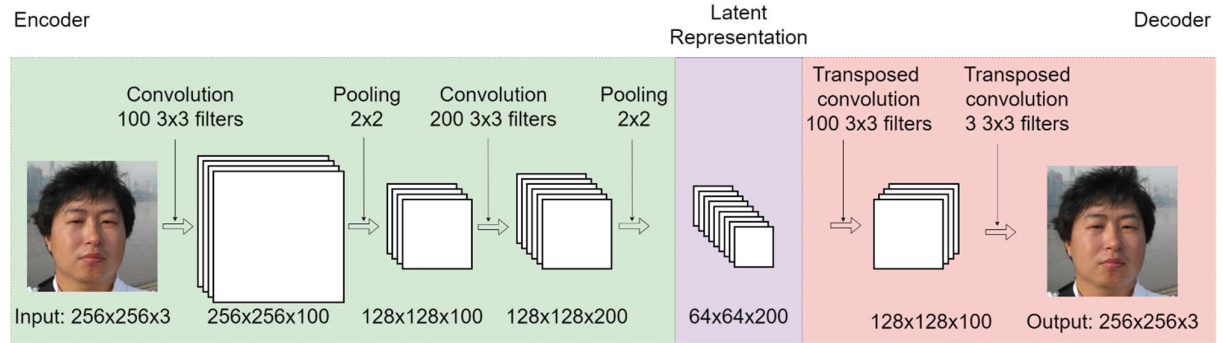 Encoder
Latent
Representation
Decoder
Convolution
100 3x3 filters
Pooling
2x2
Convolution
200 3x3 filters
Pooling
2x2
Transposed
convolution
100 3x3 filters
Transposed
convolution
3 3x3 filters
Input: 256x256x3
256x256x100
128x128x100
128x128x200
64x64x200
128x128x100
Output: 256x256x3